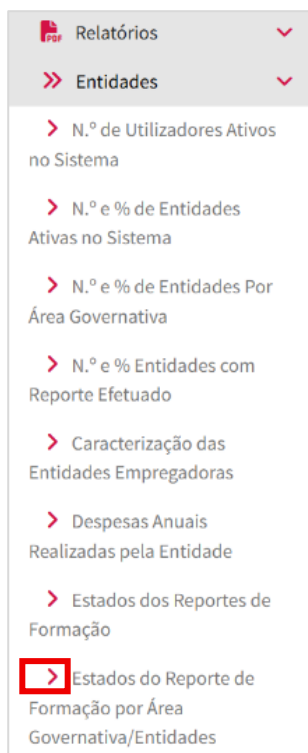 PDF
Relatórios
Entidades
N.º de Utilizadores Ativos
no Sistema
N.º e % de Entidades
Ativas no Sistema
N.º e % de Entidades Por
Área Governativa
N.º e % Entidades com
Reporte Efetuado
Caracterização das
Entidades Empregadoras
Despesas Anuais
Realizadas pela Entidade
Estados dos Reportes de
Formação
Estados do Reporte de
Formação por Área
Governativa/Entidades